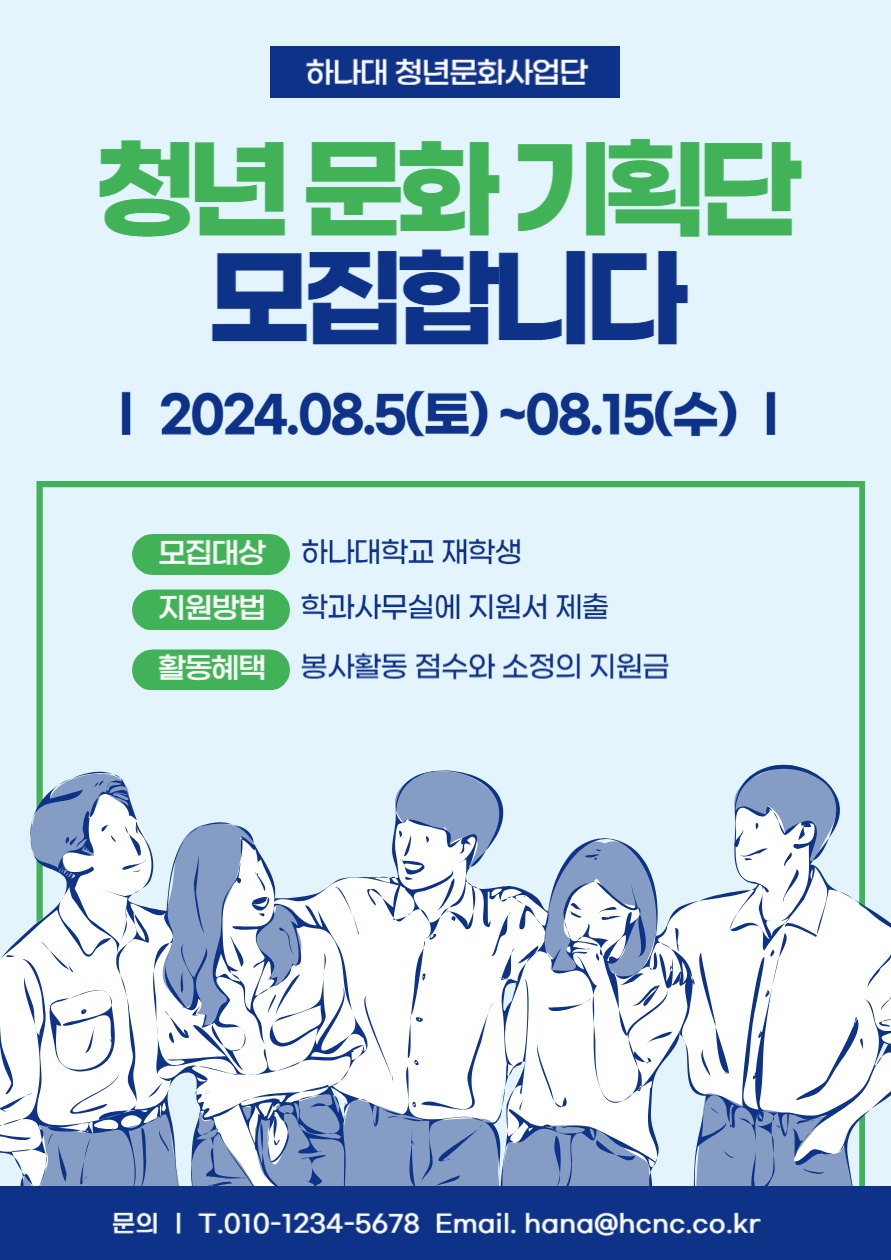 하나대 청년문화사업단
청년 문화 기획단
모집합니다
| 2024.08.5(토) ~08.15(수) |
모집대상 하나대학교 재학생
지원방법 학과사무실에 지원서 제출
활동혜택 봉사활동 점수와 소정의 지원금
문의 | T.010-1234-5678 Email. hana@hcnc.co.kr